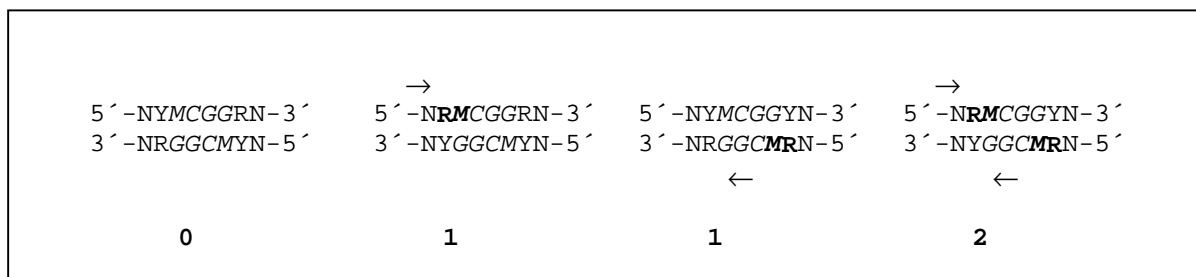 → →
5´-NYMCGGRN-3´ 5´-NRMCGGRN-3´ 5´-NYMCGGYN-3´ 5´-NRMCGGYN-3´
3´-NRGGCMYN-5´ 3´-NYGGCMYN-5´ 3´-NRGGCMRN-5´ 3´-NYGGCMRN-5´
← ←
0 1 1 2